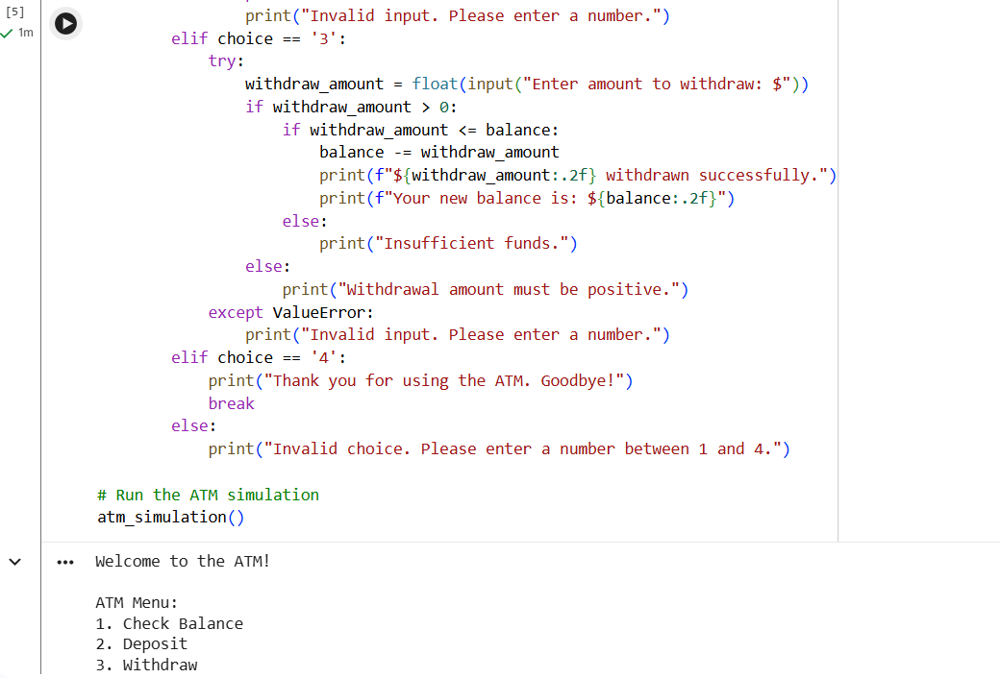 [5]
1m
print("Invalid input. Please enter a number.")
elif choice == '3':
try:
withdraw_amount = float(input("Enter amount to withdraw: $"))
if withdraw_amount > 0:
if withdraw_amount <= balance:
balance -= withdraw_amount
print(f"${withdraw_amount:.2f} withdrawn successfully.")
print(f"Your new balance is: ${balance:.2f}")
else:
print("Insufficient funds.")
else:
print("Withdrawal amount must be positive.")
except ValueError:
print("Invalid input. Please enter a number.")
elif choice == '4':
print("Thank you for using the ATM. Goodbye!")
break
else:
print("Invalid choice. Please enter a number between 1 and 4.")
# Run the ATM simulation
atm_simulation()
Welcome to the ATM!
ATM Menu:
1. Check Balance
2. Deposit
3. Withdraw